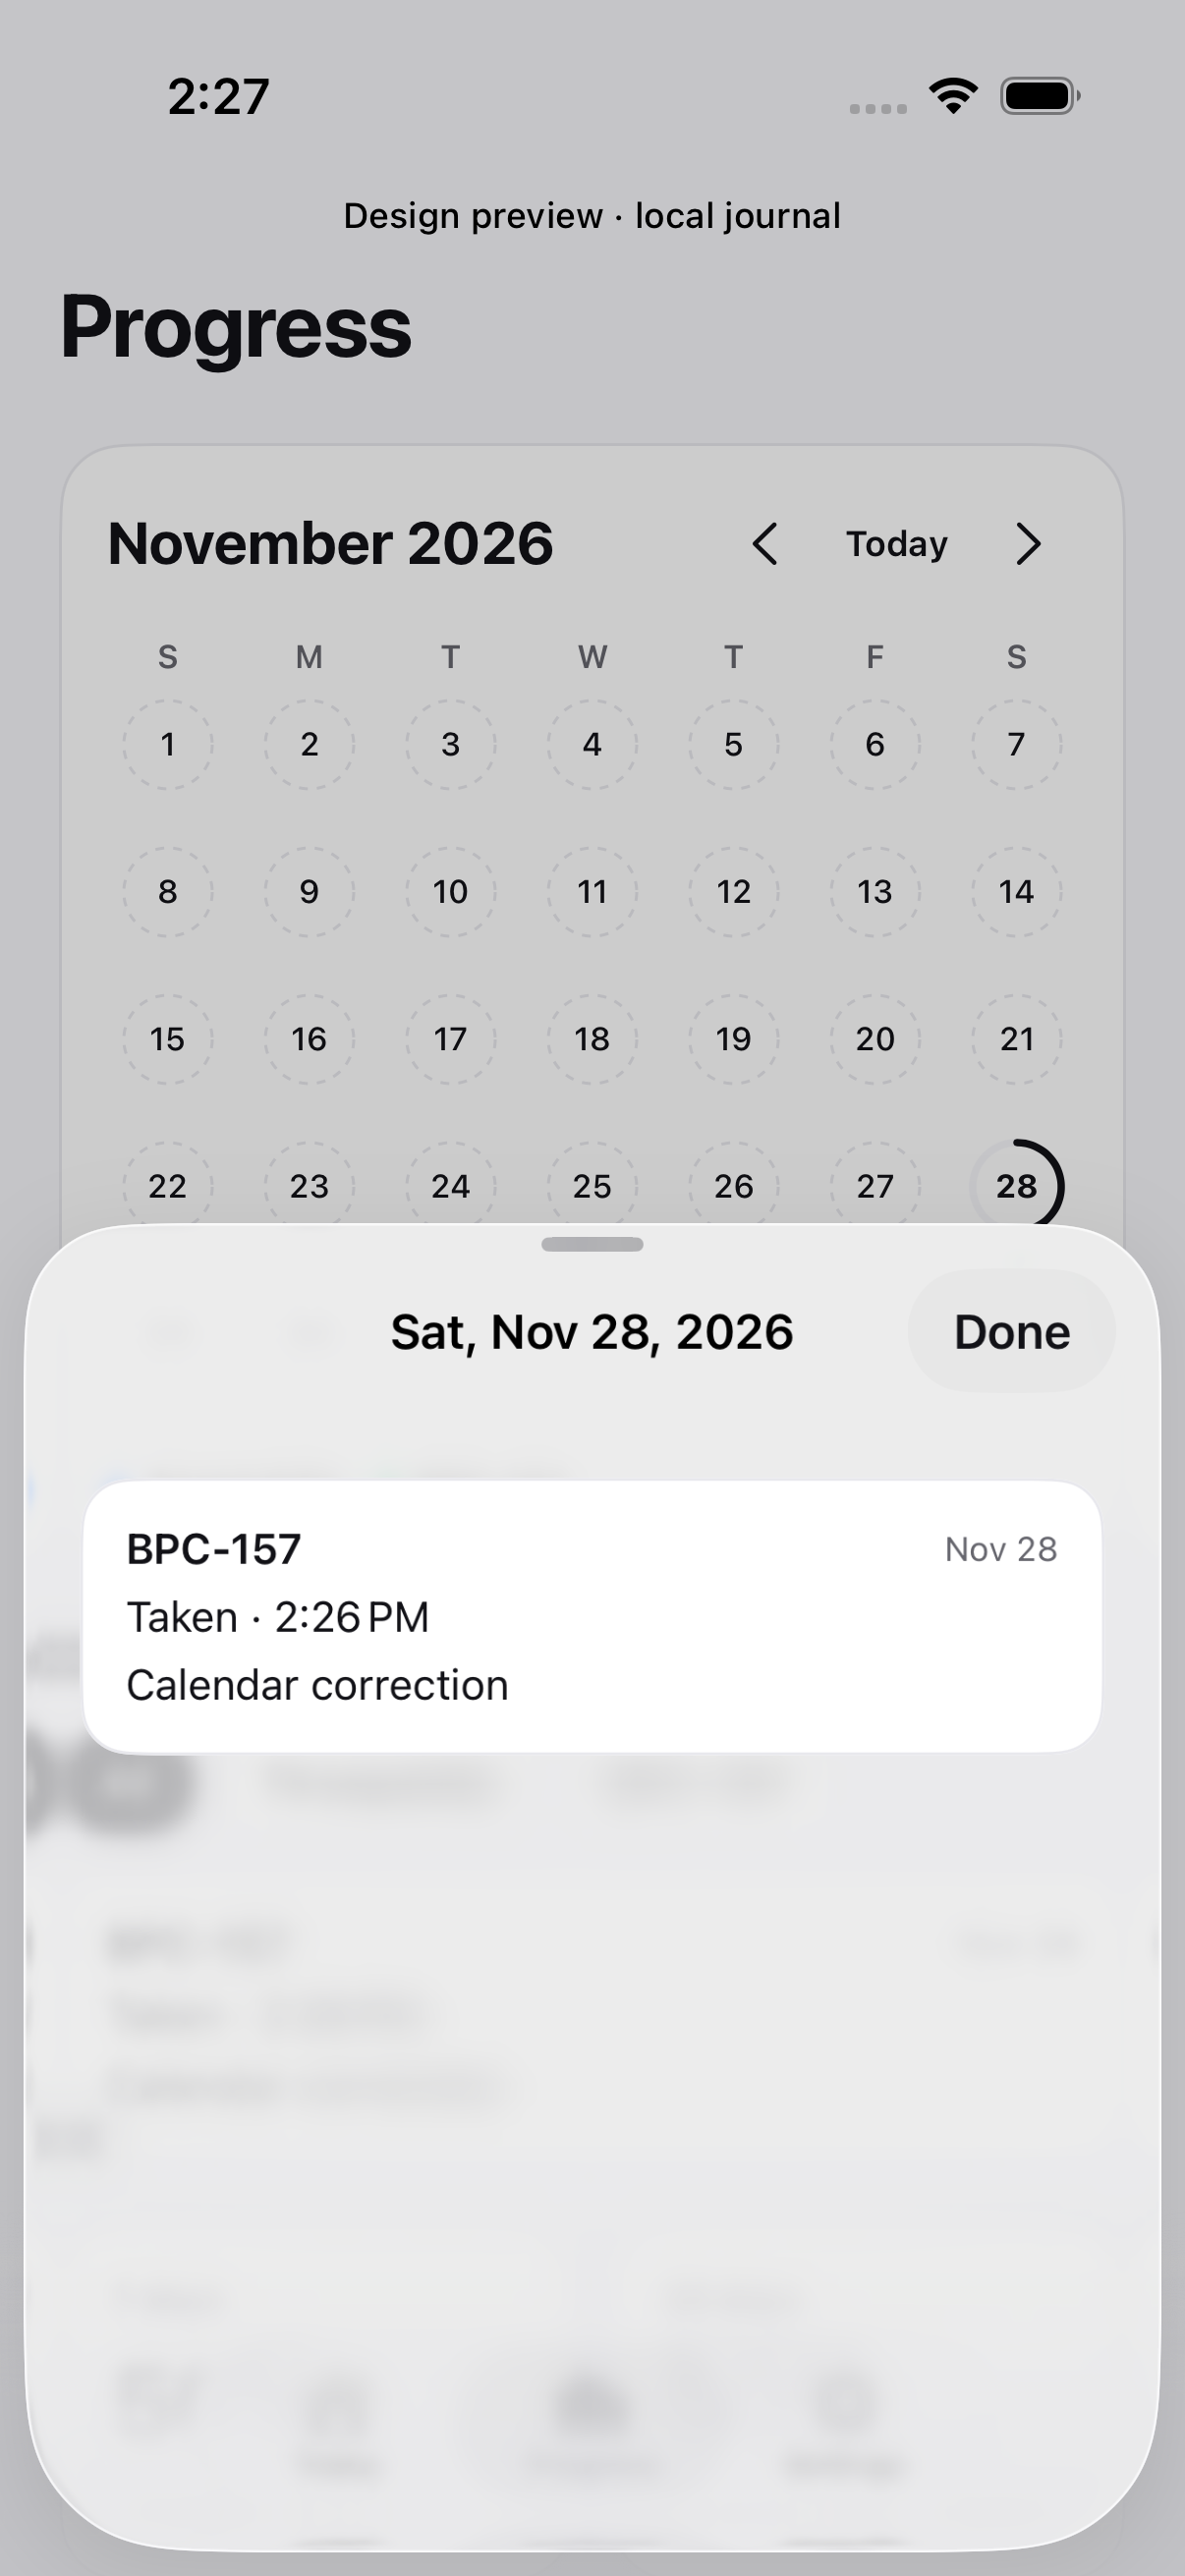 2:27
Design preview · local journal
Progress
November 2026
Today
S M T W T F S
1 2 3 4 5 6 7
8 9 10 11 12 13 14
15 16 17 18 19 20 21
22 23 24 25 26 27 28
Sat, Nov 28, 2026
Done
BPC-157
Nov 28
Taken · 2:26 PM
Calendar correction